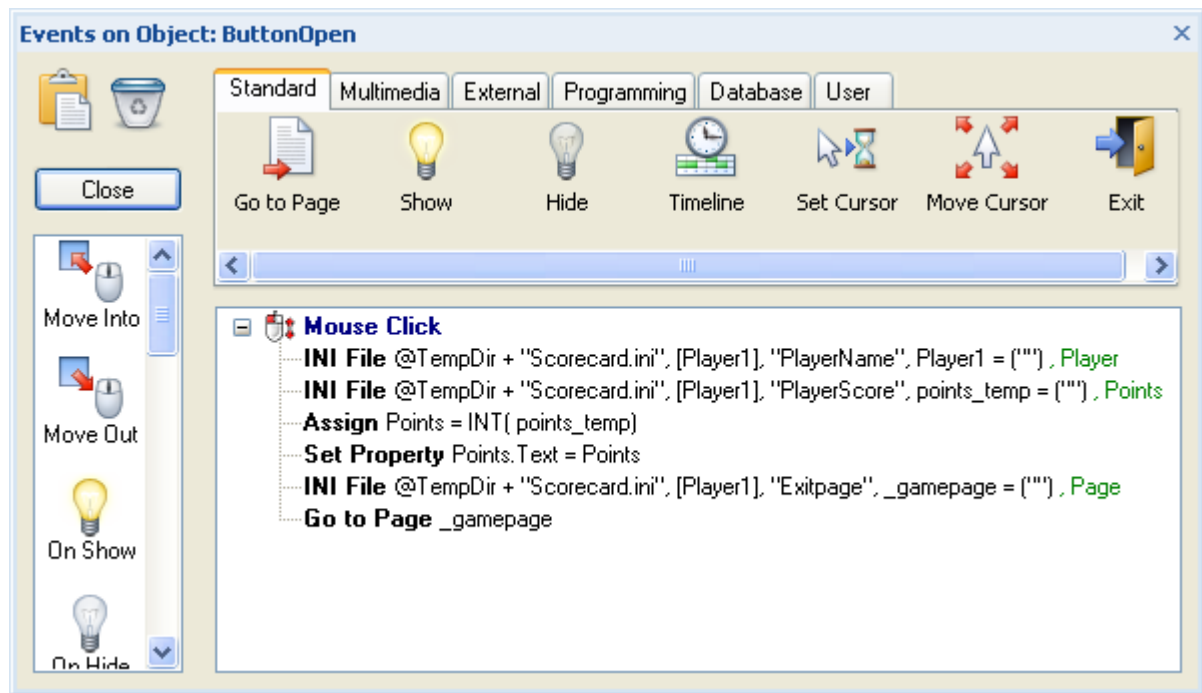 Events on Object: ButtonOpen
Standard Multimedia External Programming Database User
Close
Go to Page Show Hide Timeline Set Cursor Move Cursor Exit
Move Into
Move Out
On Show
On Hide
Mouse Click
INI File @TempDir + "Scorecard.ini", [Player1], "PlayerName", Player1 = ("") , Player
INI File @TempDir + "Scorecard.ini", [Player1], "PlayerScore", points_temp = ("") , Points
Assign Points = INT( points_temp)
Set Property Points.Text = Points
INI File @TempDir + "Scorecard.ini", [Player1], "Exitpage", _gamepage = ("") , Page
Go to Page _gamepage